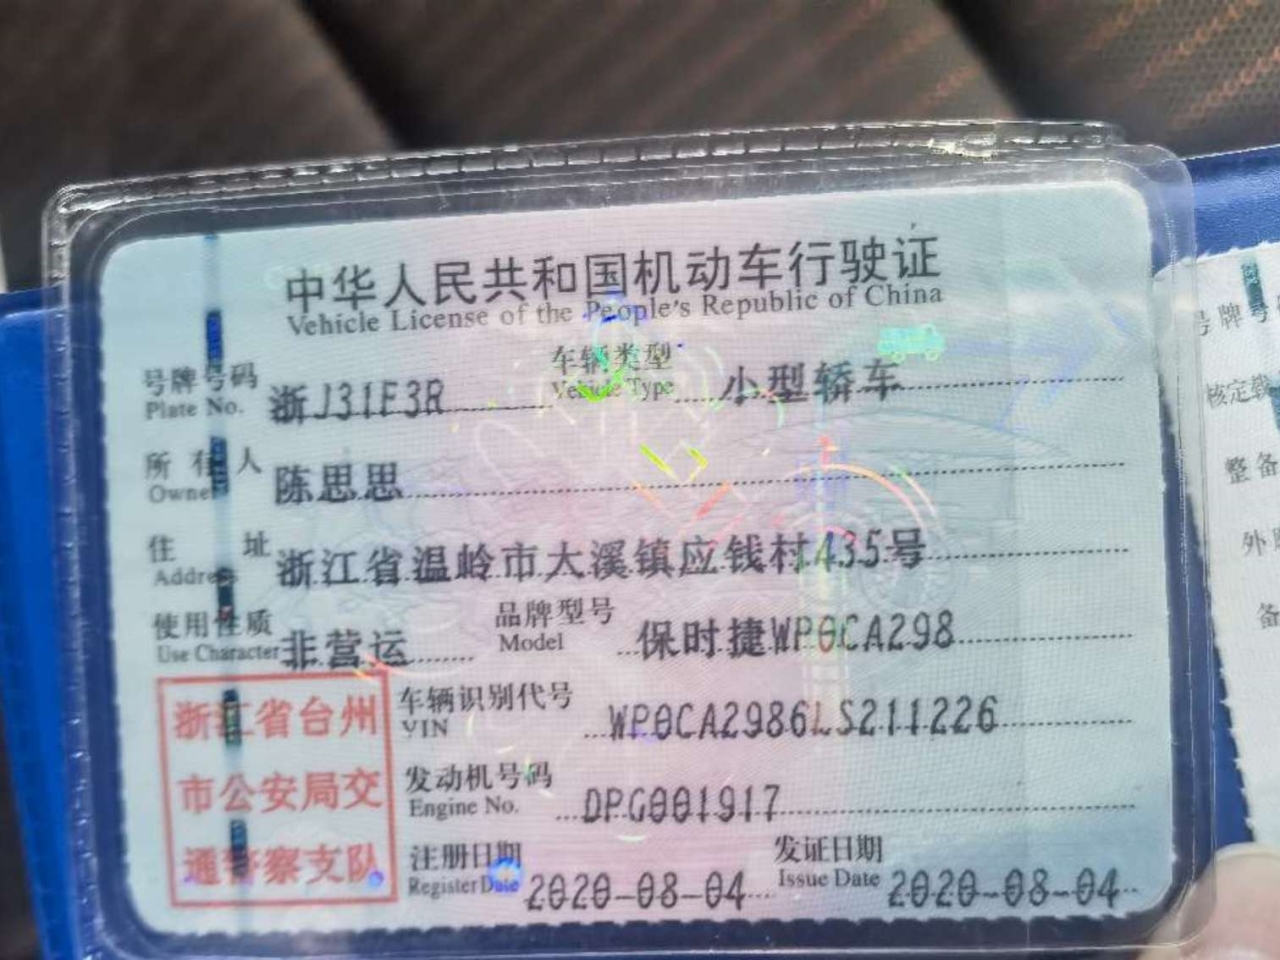 中华人民共和国机动车行驶证
Vehicle License of the People's Republic of China
号牌号码 浙J31F3R 车辆类型 小型轿车
Plate No. Vehicle Type
所有人 陈思思
Owner
住址 浙江省温岭市大溪镇应钱村435号
Address
使用性质 非营运 品牌型号 保时捷WP0CA298
Use Character Model
浙江省台州
市公安局交
通警察支队
车辆识别代号 WP0CA2986LS211226
VIN
发动机号码 DPG001917
Engine No.
注册日期 2020-08-04 发证日期 2020-08-04
Register Date Issue Date
号牌号
核定载
整备
外
备